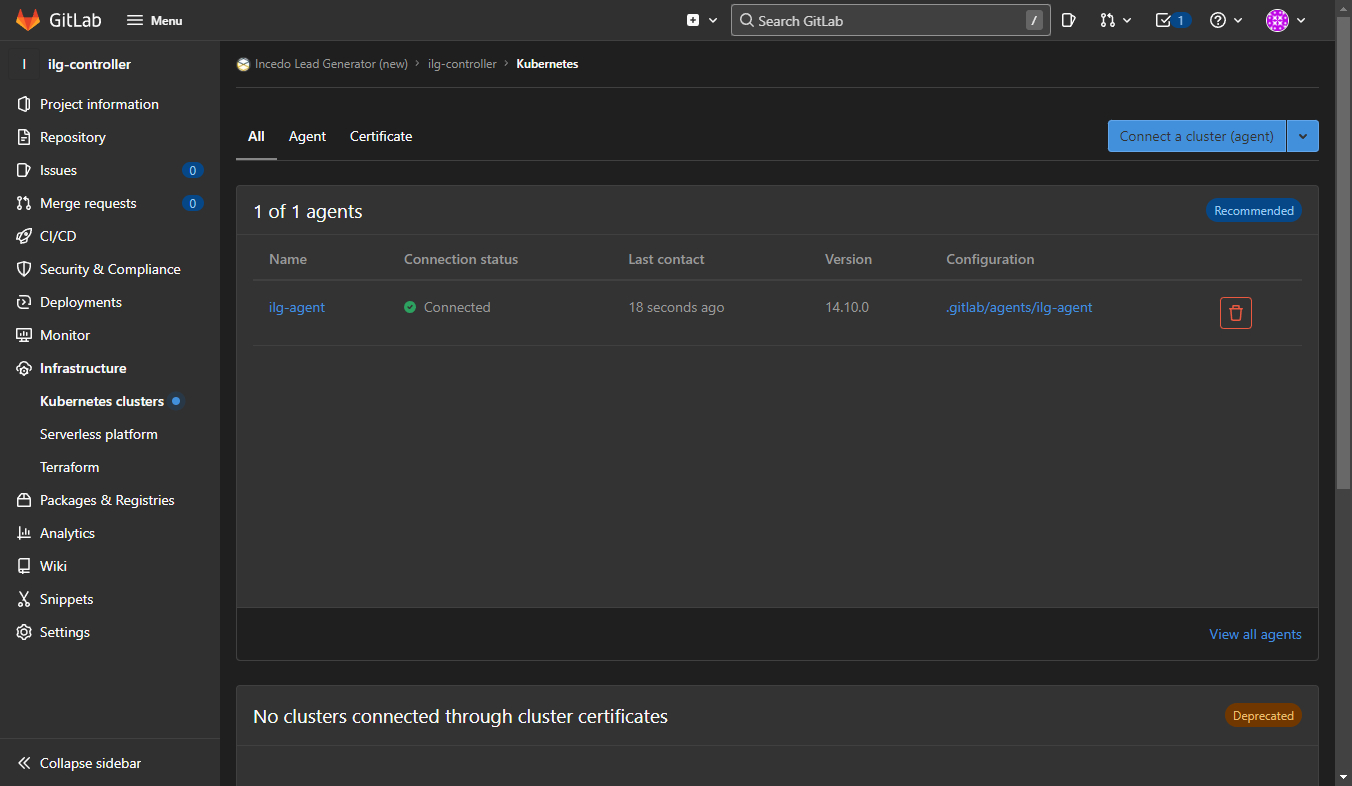 GitLab
Menu
Search GitLab
/
1
I
ilg-controller
Project information
Repository
Issues
0
Merge requests
0
CI/CD
Security & Compliance
Deployments
Monitor
Infrastructure
Kubernetes clusters
Serverless platform
Terraform
Packages & Registries
Analytics
Wiki
Snippets
Settings
Collapse sidebar
Incedo Lead Generator (new) › ilg-controller › Kubernetes
All Agent Certificate
Connect a cluster (agent)
1 of 1 agents
Recommended
Name Connection status Last contact Version Configuration
ilg-agent Connected 18 seconds ago 14.10.0 .gitlab/agents/ilg-agent
View all agents
No clusters connected through cluster certificates
Deprecated